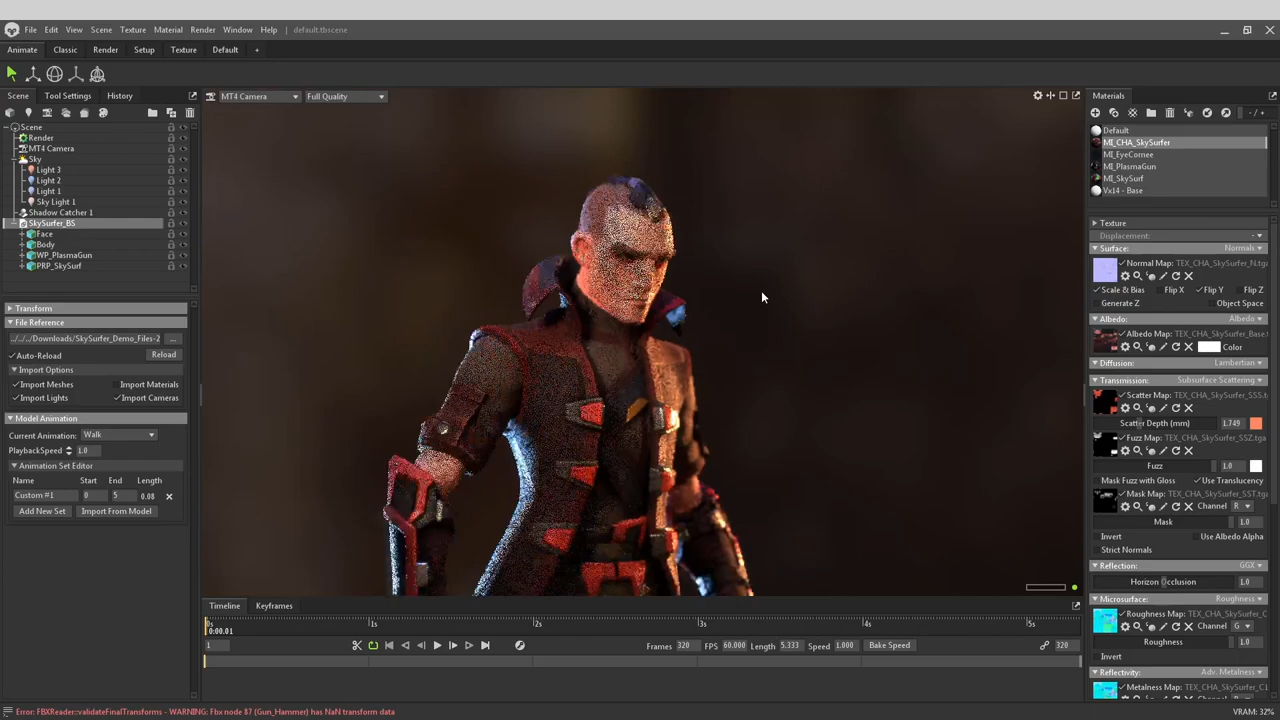 File Edit View Scene Texture Material Render Window Help default.tbscene
Animate Classic Render Setup Texture Default +
Scene Tool Settings History
MT4 Camera Full Quality
Materials
- / +
Scene
Render
MT4 Camera
Sky
Light 3
Light 2
Light 1
Sky Light 1
Shadow Catcher 1
SkySurfer_BS
Face
Body
WP_PlasmaGun
PRP_SkySurf
Transform
File Reference
../../../Downloads/SkySurfer_Demo_Files-2 ...
Auto-Reload Reload
Import Options
Import Meshes Import Materials
Import Lights Import Cameras
Model Animation
Current Animation: Walk
PlaybackSpeed 1.0
Animation Set Editor
Name Start End Length
Custom #1 0 5 0.08
Add New Set Import From Model
Default
MI_CHA_SkySurfer
MI_EyeCornee
MI_PlasmaGun
MI_SkySurf
Vx14 - Base
Texture
Displacement: -
Surface: Normals
Normal Map: TEX_CHA_SkySurfer_N.tga
Scale & Bias Flip X Flip Y Flip Z
Generate Z Object Space
Albedo: Albedo
Albedo Map: TEX_CHA_SkySurfer_Base.t
Color
Diffusion: Lambertian
Transmission: Subsurface Scattering
Scatter Map: TEX_CHA_SkySurfer_SSS.t
Scatter Depth (mm) 1.749
Fuzz Map: TEX_CHA_SkySurfer_SSZ.tga
Fuzz 1.0
Mask Fuzz with Gloss Use Translucency
Mask Map: TEX_CHA_SkySurfer_SST.tga
Channel R
Mask 1.0
Invert Use Albedo Alpha
Strict Normals
Reflection: GGX
Horizon Occlusion 1.0
Microsurface: Roughness
Roughness Map: TEX_CHA_SkySurfer_C
Channel G
Roughness 1.0
Invert
Reflectivity: Adv. Metalness
Metalness Map: TEX_CHA_SkySurfer_C1
Timeline Keyframes
0s 1s 2s 3s 4s 5s
0:00.01
1 Frames 320 FPS 60.000 Length 5.333 Speed 1.000 Bake Speed 320
Error: FBXReader::validateFinalTransforms - WARNING: Fbx node 87 (Gun_Hammer) has NaN transform data VRAM: 32%